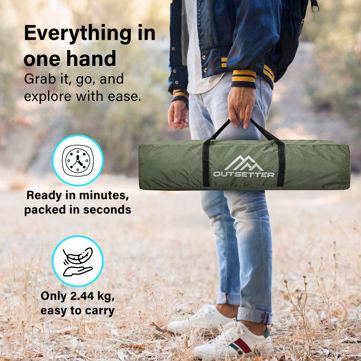 Everything in
one hand
Grab it, go, and
explore with ease.
OUTSETTER
Ready in minutes,
packed in seconds
Only 2.44 kg,
easy to carry